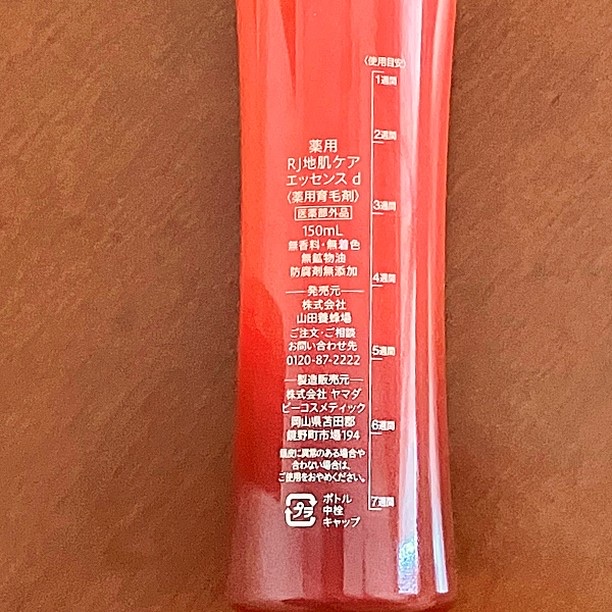 〈使用目安〉
1週間
2週間
3週間
4週間
5週間
6週間
7週間
薬用
RJ地肌ケア
エッセンス d
〈薬用育毛剤〉
医薬部外品
150mL
無香料・無着色
無鉱物油
防腐剤無添加
発売元
株式会社
山田養蜂場
ご注文・ご相談
お問い合わせ先
0120-87-2222
製造販売元
株式会社 ヤマダ
ビーコスメティック
岡山県苫田郡
鏡野町市場194
頭皮に異常のある場合や
合わない場合は、
ご使用をおやめください。
プラ
ボトル
中栓
キャップ